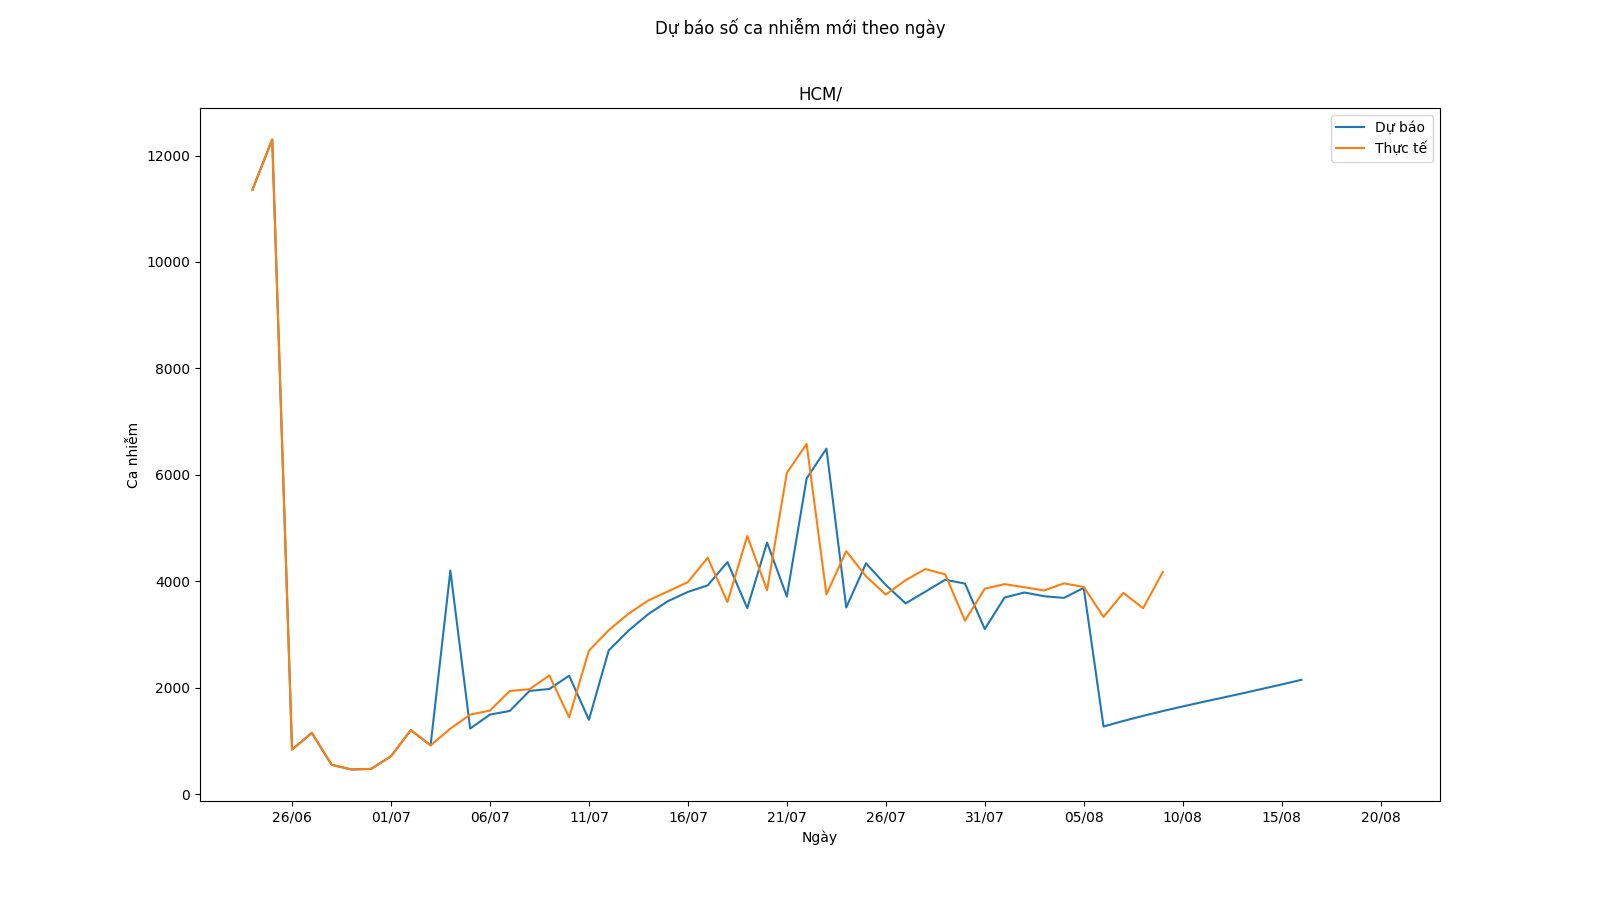 Dự báo số ca nhiễm mới theo ngày
HCM/
Dự báo
Thực tế
12000
10000
8000
6000
4000
2000
0
Ca nhiễm
26/06 01/07 06/07 11/07 16/07 21/07 26/07 31/07 05/08 10/08 15/08 20/08
Ngày